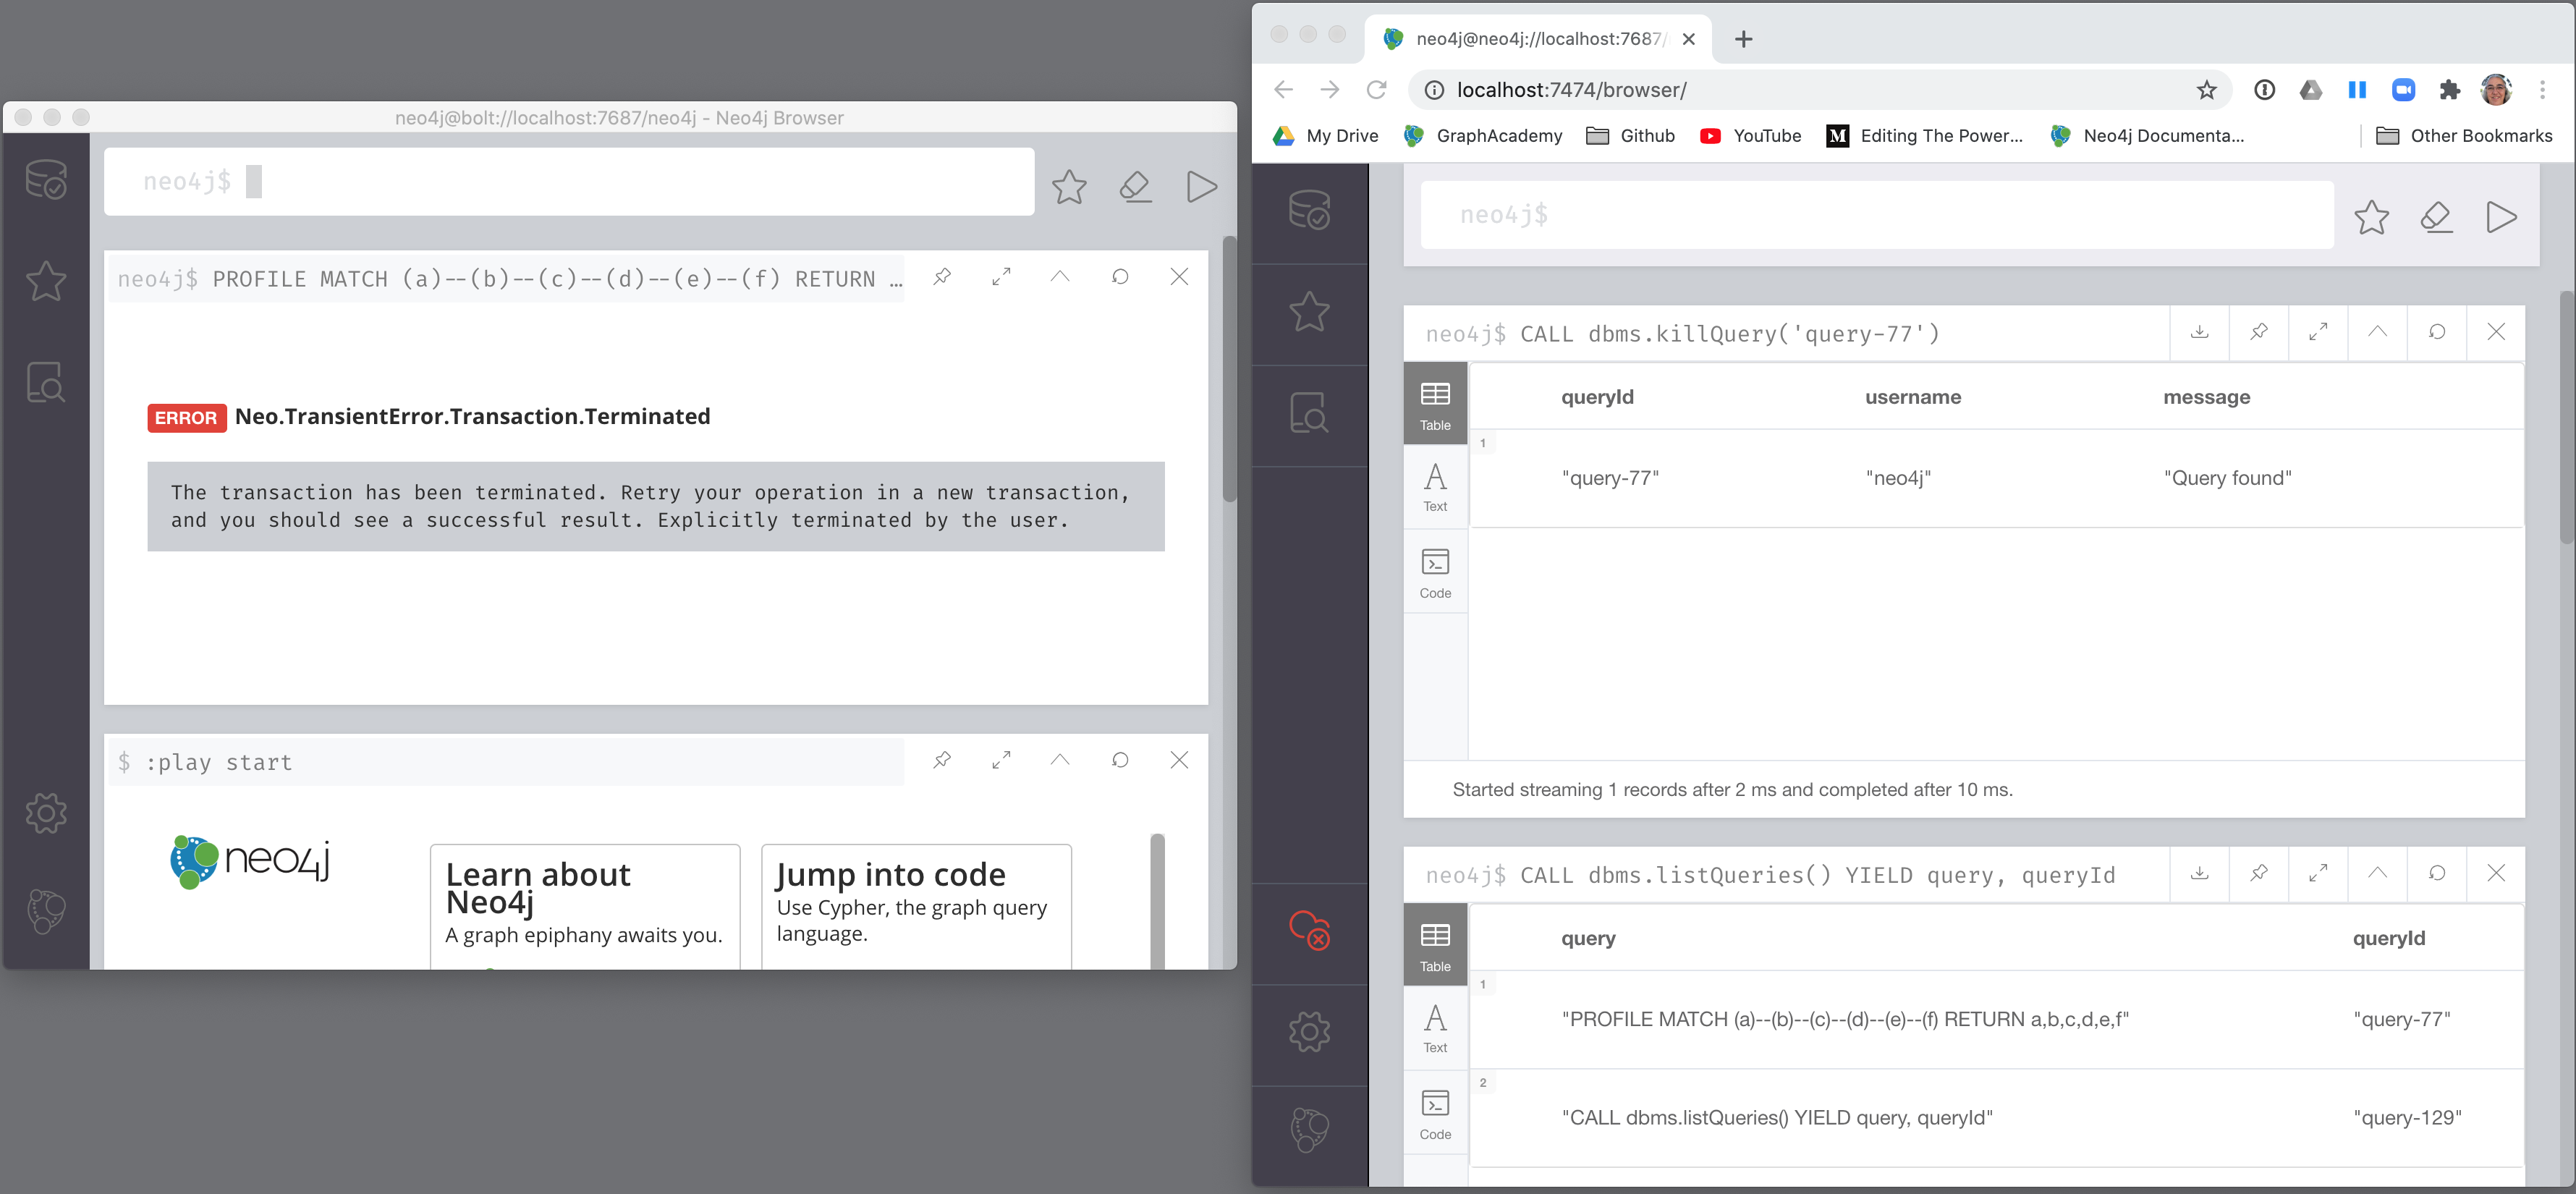 neo4j@bolt://localhost:7687/neo4j - Neo4j Browser
neo4j$
neo4j$ PROFILE MATCH (a)--(b)--(c)--(d)--(e)--(f) RETURN …
ERROR Neo.TransientError.Transaction.Terminated
The transaction has been terminated. Retry your operation in a new transaction,
and you should see a successful result. Explicitly terminated by the user.
$ :play start
neo4j
Learn about
Neo4j
A graph epiphany awaits you.
Jump into code
Use Cypher, the graph query
language.
neo4j@neo4j://localhost:7687/
localhost:7474/browser/
My Drive
GraphAcademy
Github
YouTube
M
Editing The Power...
Neo4j Documenta...
Other Bookmarks
neo4j$
neo4j$ CALL dbms.killQuery('query-77')
Table
Text
Code
queryId username message
1
"query-77" "neo4j" "Query found"
Started streaming 1 records after 2 ms and completed after 10 ms.
neo4j$ CALL dbms.listQueries() YIELD query, queryId
Table
Text
Code
query queryId
1
"PROFILE MATCH (a)--(b)--(c)--(d)--(e)--(f) RETURN a,b,c,d,e,f" "query-77"
2
"CALL dbms.listQueries() YIELD query, queryId" "query-129"